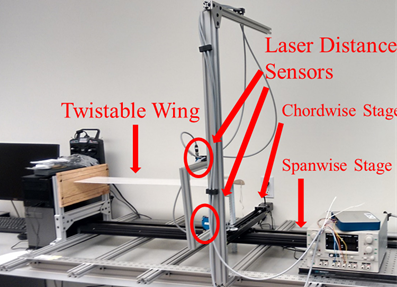 Laser Distance
Sensors
Twistable Wing
Chordwise Stage
Spanwise Stage